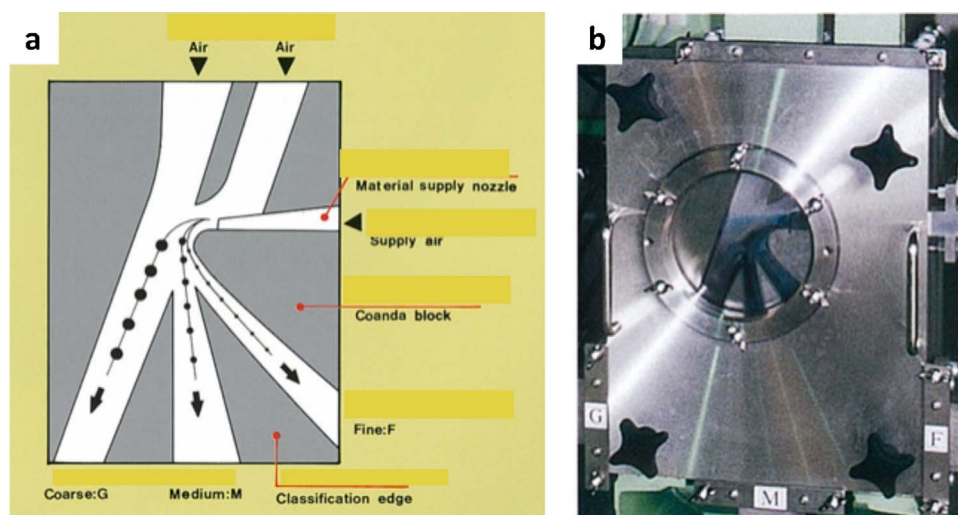 a
b
Air
Air
Material supply nozzle
Supply air
Coanda block
Fine:F
Coarse:G
Medium:M
Classification edge
G
F
M